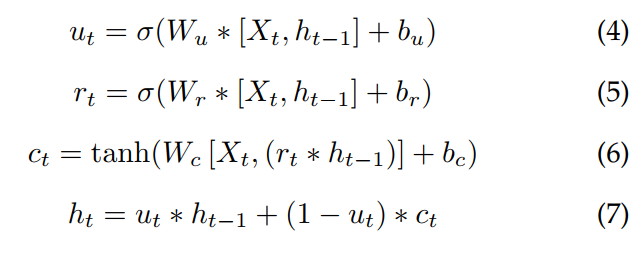 u_t = σ(W_u * [X_t, h_{t−1}] + b_u) (4)
r_t = σ(W_r * [X_t, h_{t−1}] + b_r) (5)
c_t = tanh(W_c [X_t, (r_t * h_{t−1})] + b_c) (6)
h_t = u_t * h_{t−1} + (1 − u_t) * c_t (7)